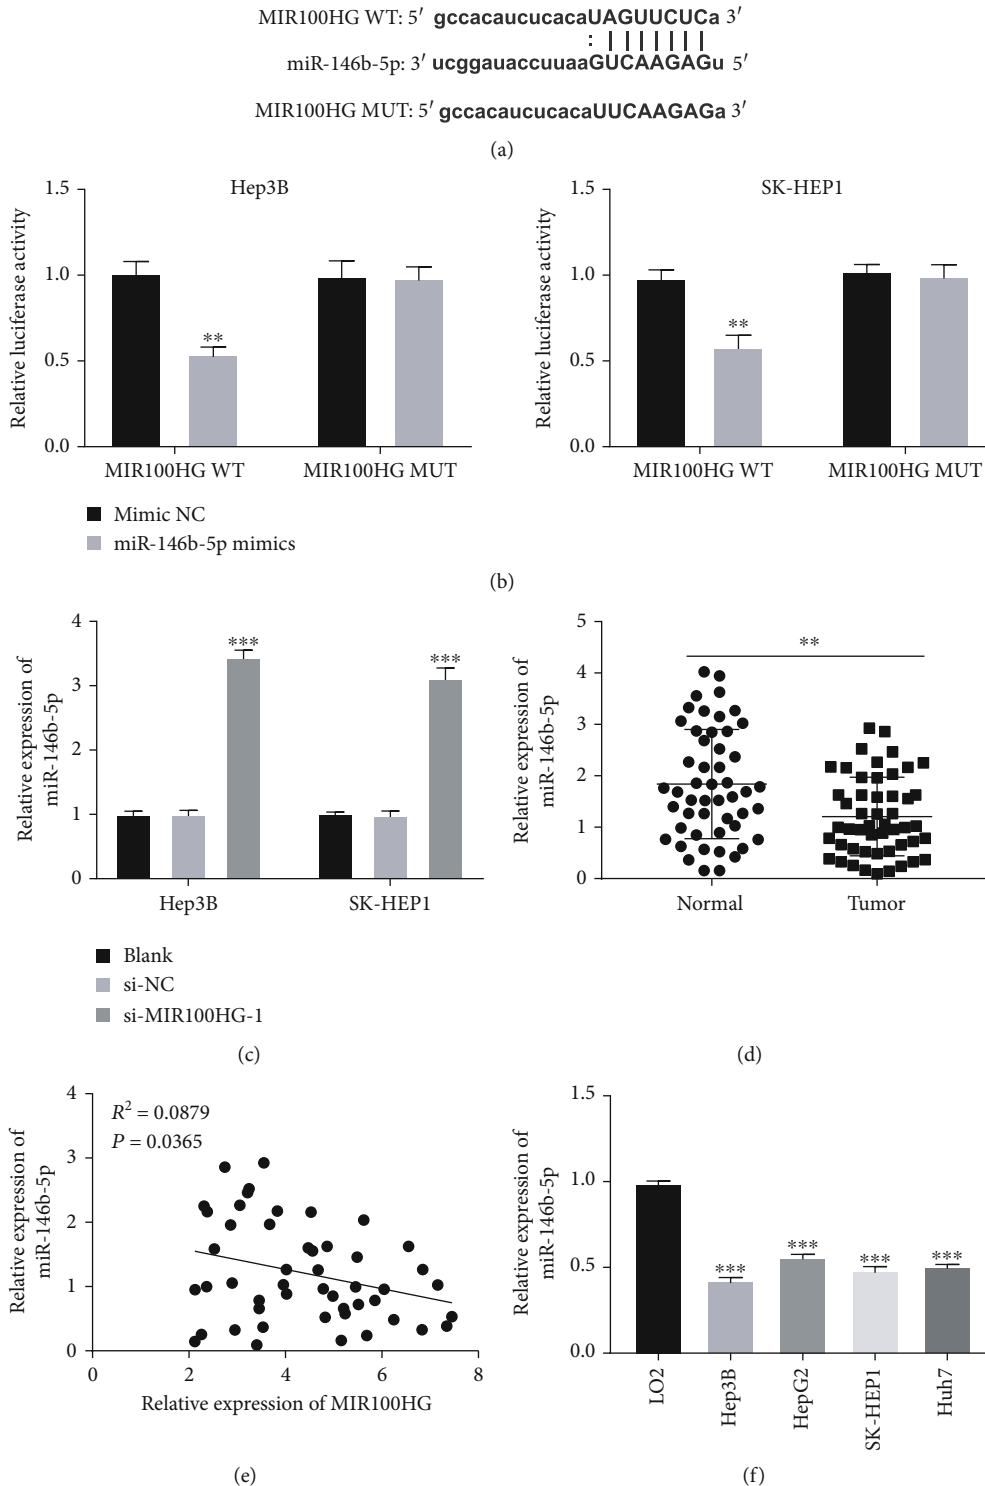 MIR100HG WT: 5′ gccacaucucacaUAGUUCUCa 3′
miR-146b-5p: 3′ ucggauaccuuaaGUCAAGAGu 5′
MIR100HG MUT: 5′ gccacaucucacaUUCAAGAGa 3′
(a)
Hep3B
Relative luciferase activity
1.5
1.0
0.5
0.0
**
MIR100HG WT MIR100HG MUT
SK-HEP1
Relative luciferase activity
1.5
1.0
0.5
0.0
**
MIR100HG WT MIR100HG MUT
Mimic NC
miR-146b-5p mimics
(b)
Relative expression of
miR-146b-5p
4
3
2
1
0
*** ***
Hep3B SK-HEP1
Blank
si-NC
si-MIR100HG-1
(c)
Relative expression of
miR-146b-5p
5
4
3
2
1
0
**
Normal Tumor
(d)
Relative expression of
miR-146b-5p
4
3
2
1
0
R² = 0.0879
P = 0.0365
0 2 4 6 8
Relative expression of MIR100HG
(e)
Relative expression of
miR-146b-5p
1.5
1.0
0.5
0.0
*** *** *** ***
LO2
Hep3B
HepG2
SK-HEP1
Huh7
(f)